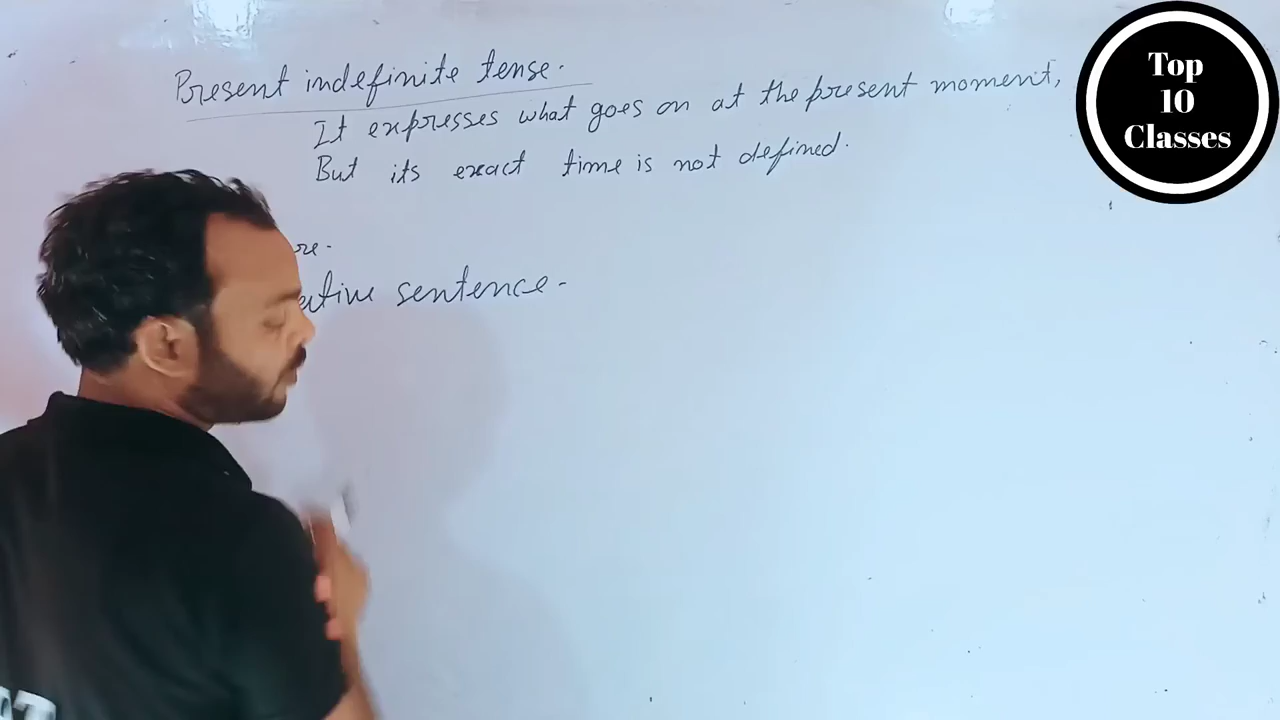 Present indefinite tense.
It expresses what goes on at the present moment,
But its exact time is not defined.
sentence -
Top
10
Classes